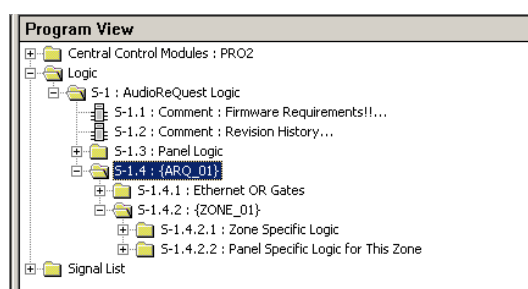 Program View
Central Control Modules : PRO2
Logic
S-1 : AudioReQuest Logic
S-1.1 : Comment : Firmware Requirements!!...
S-1.2 : Comment : Revision History...
S-1.3 : Panel Logic
S-1.4 : {ARQ_01}
S-1.4.1 : Ethernet OR Gates
S-1.4.2 : {ZONE_01}
S-1.4.2.1 : Zone Specific Logic
S-1.4.2.2 : Panel Specific Logic for This Zone
Signal List